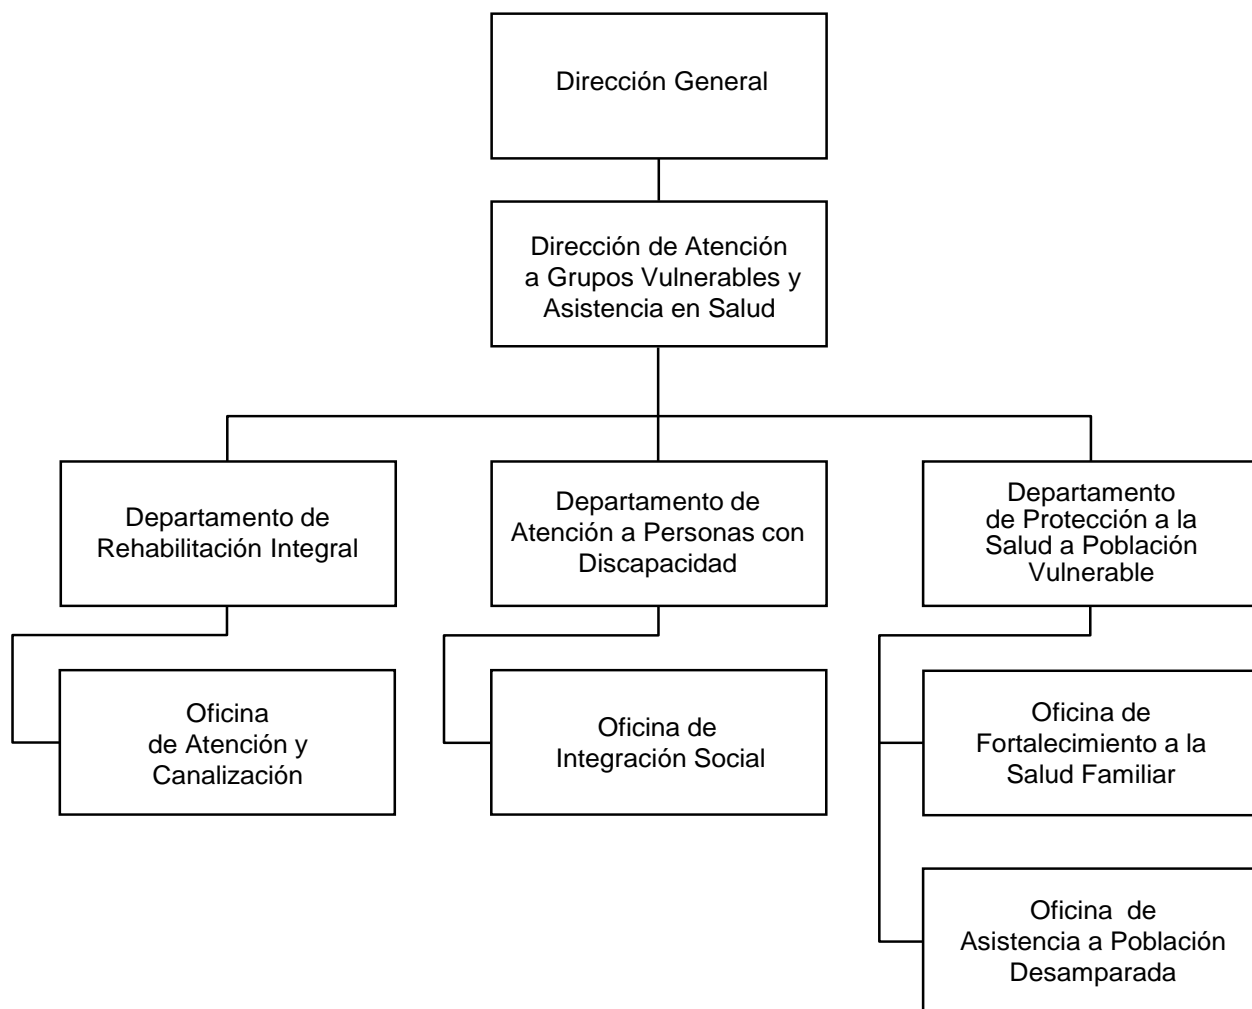 Dirección General
Dirección de Atención
a Grupos Vulnerables y
Asistencia en Salud
Departamento de
Rehabilitación Integral
Departamento de
Atención a Personas con
Discapacidad
Departamento
de Protección a la
Salud a Población
Vulnerable
Oficina
de Atención y
Canalización
Oficina de
Integración Social
Oficina de
Fortalecimiento a la
Salud Familiar
Oficina de
Asistencia a Población
Desamparada